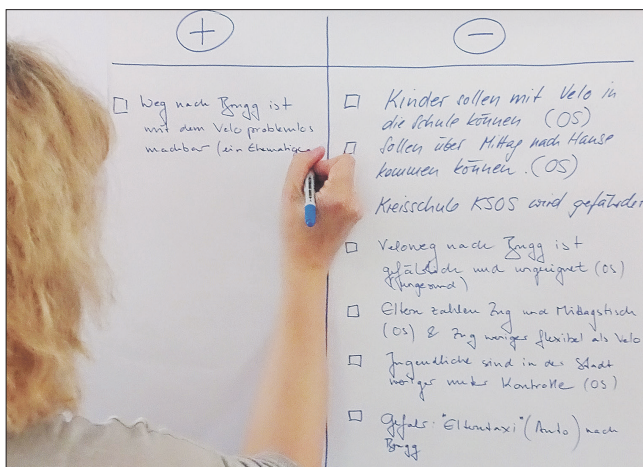 +
Weg nach Brugg ist
mit dem Velo problemlos
machbar (ein Ehemaliger
−
Kinder sollen mit Velo in
die Schule können (OS)
sollen über Mittag nach Hause
kommen können. (OS)
Kreisschule KSOS wird gefährdet
Veloweg nach Brugg ist
gefährlich und ungeeignet (OS)
(ungesund)
Eltern zahlen Zug und Mittagstisch
(OS) & Zug weniger flexibel als Velo
Jugendliche sind in der Stadt
weniger unter Kontrolle (OS)
Gefahr: "Elterntaxi" (Auto) nach
Brugg